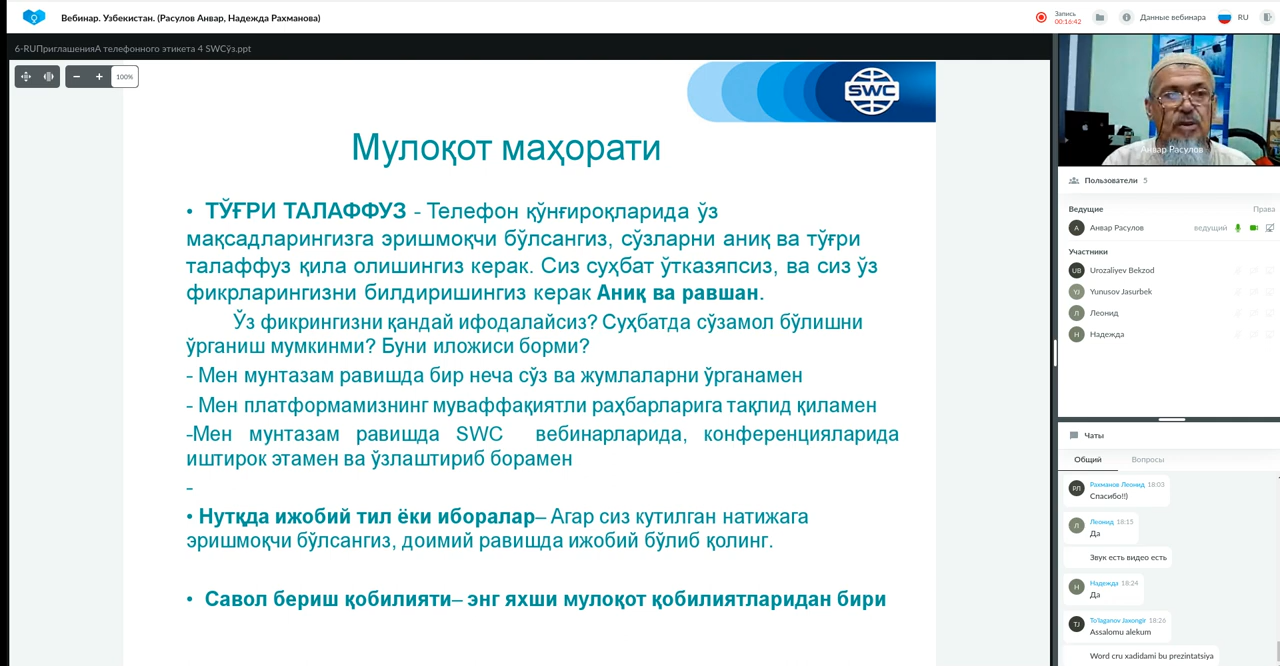 Вебинар. Узбекистан. (Расулов Анвар, Надежда Рахманова)
Запись
00:16:42
Данные вебинара
RU
6-RUПриглашенияА телефонного этикета 4 SWCўз.ppt
100%
SWC
Мулоқот маҳорати
• ТЎҒРИ ТАЛАФФУЗ - Телефон қўнғироқларида ўз
мақсадларингизга эришмоқчи бўлсангиз, сўзларни аниқ ва тўғри
талаффуз қила олишингиз керак. Сиз суҳбат ўтказяпсиз, ва сиз ўз
фикрларингизни билдиришингиз керак Аниқ ва равшан.
Ўз фикрингизни қандай ифодалайсиз? Суҳбатда сўзамол бўлишни
ўрганиш мумкинми? Буни иложиси борми?
- Мен мунтазам равишда бир неча сўз ва жумлаларни ўрганамен
- Мен платформамизнинг муваффақиятли раҳбарларига тақлид қиламен
-Мен мунтазам равишда SWC вебинарларида, конференцияларида
иштирок этамен ва ўзлаштириб борамен
-
• Нутқда ижобий тил ёки иборалар– Агар сиз кутилган натижага
эришмоқчи бўлсангиз, доимий равишда ижобий бўлиб қолинг.
• Савол бериш қобилияти– энг яхши мулоқот қобилиятларидан бири
Анвар Расулов
Пользователи 5
Ведущие Права
А Анвар Расулов ведущий
Участники
UB Urozaliyev Bekzod
YJ Yunusov Jasurbek
Л Леонид
Н Надежда
Чаты
Общий Вопросы
РЛ Рахманов Леонид 18:03
Спасибо!!)
Л Леонид 18:15
Да
Звук есть видео есть
Н Надежда 18:24
Да
TJ To'laganov Jaxongir 18:26
Assalomu alekum
Word cru xadidami bu prezintatsiya